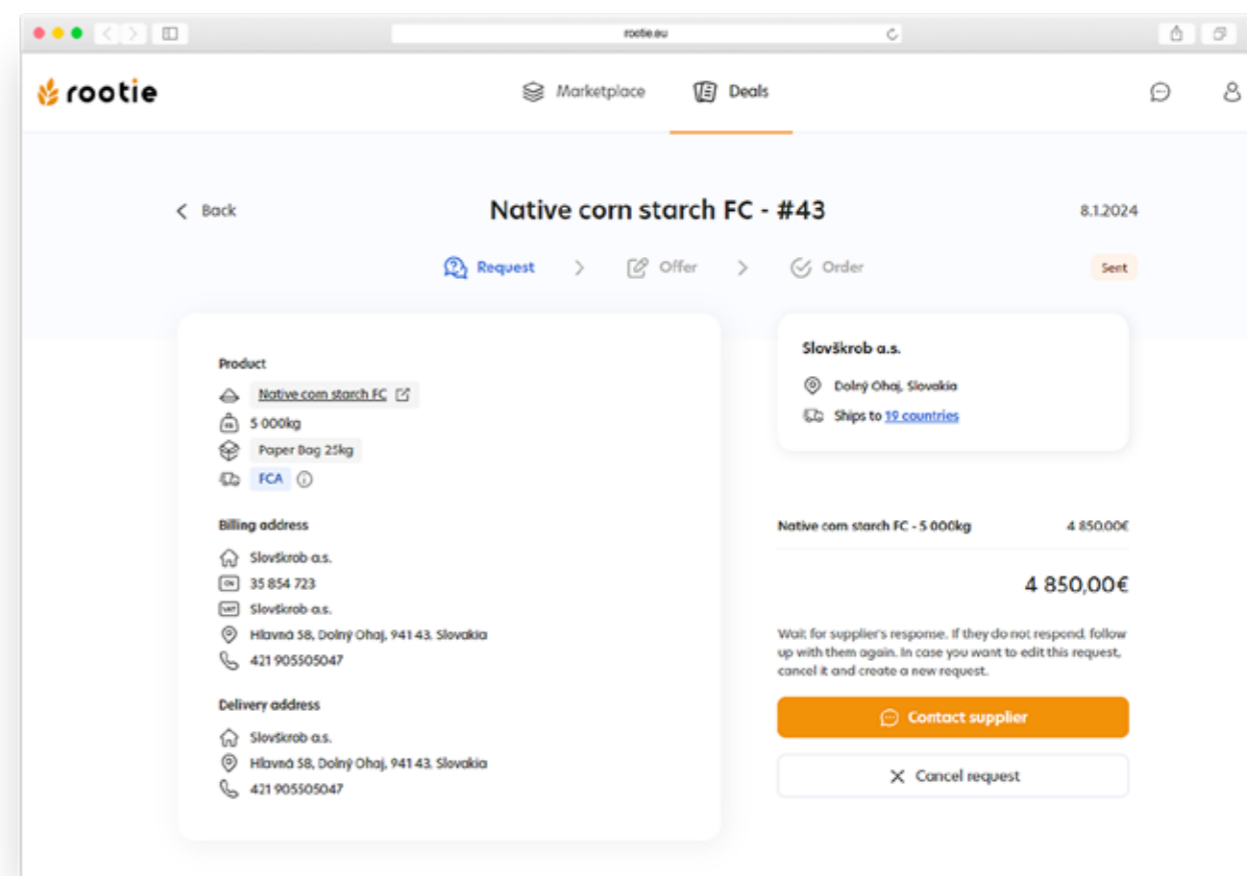 rootie.eu
rootie
Marketplace
Deals
Back
Native corn starch FC - #43
8.1.2024
Request
Offer
Order
Sent
Product
Native corn starch FC
5 000kg
Paper Bag 25kg
FCA
Billing address
Slovškrob a.s.
35 854 723
VAT
Slovškrob a.s.
Hlavná 58, Dolný Ohaj, 941 43, Slovakia
421 905505047
Delivery address
Slovškrob a.s.
Hlavná 58, Dolný Ohaj, 941 43, Slovakia
421 905505047
Slovškrob a.s.
Dolný Ohaj, Slovakia
Ships to 19 countries
Native corn starch FC - 5 000kg 4 850.00€
4 850,00€
Wait for supplier's response. If they do not respond, follow
up with them again. In case you want to edit this request,
cancel it and create a new request.
Contact supplier
Cancel request